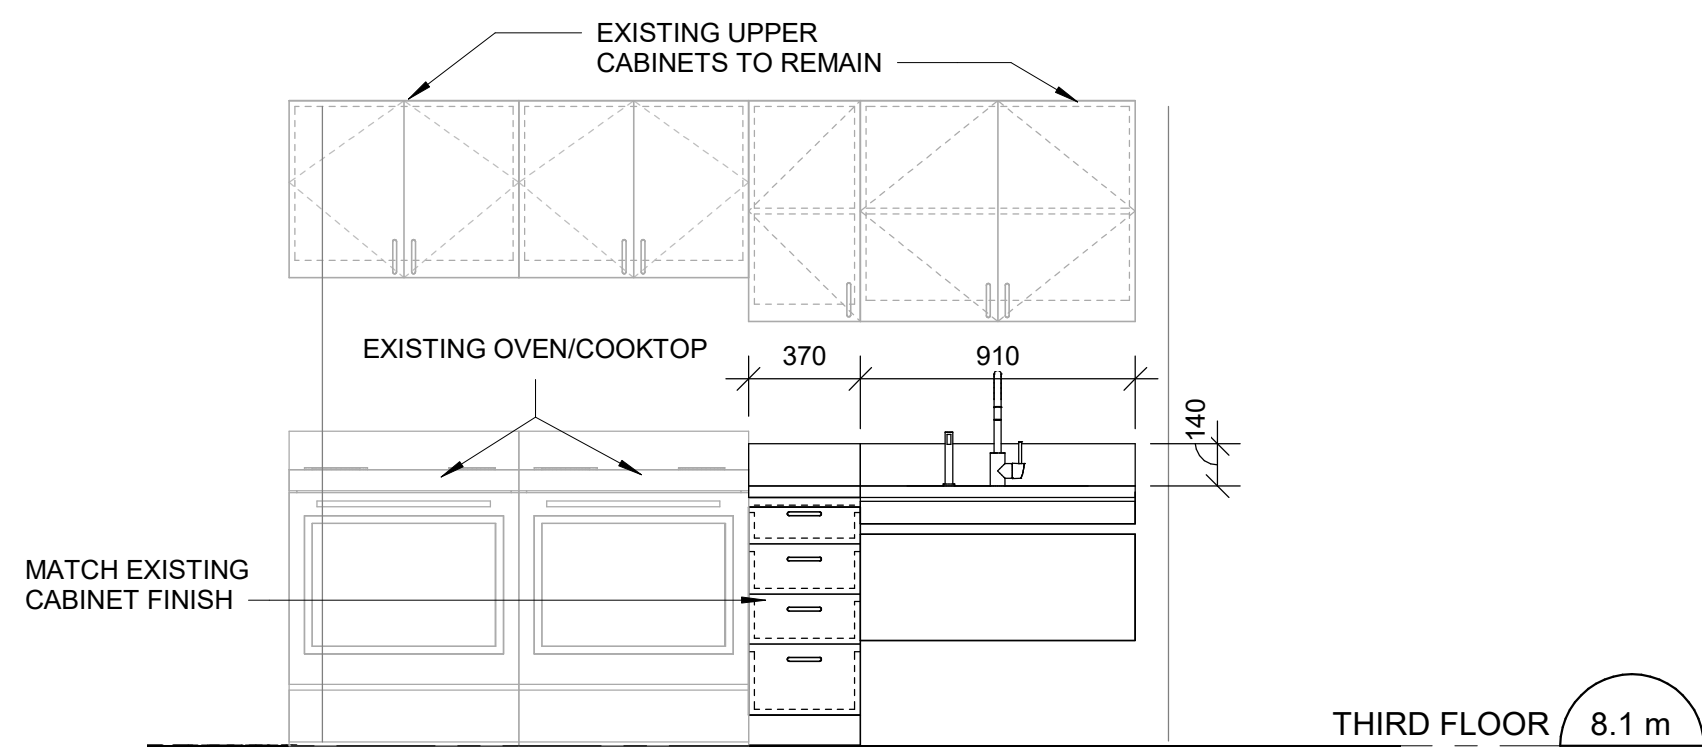 EXISTING UPPER
CABINETS TO REMAIN
EXISTING OVEN/COOKTOP
370
910
140
MATCH EXISTING
CABINET FINISH
THIRD FLOOR
8.1 m